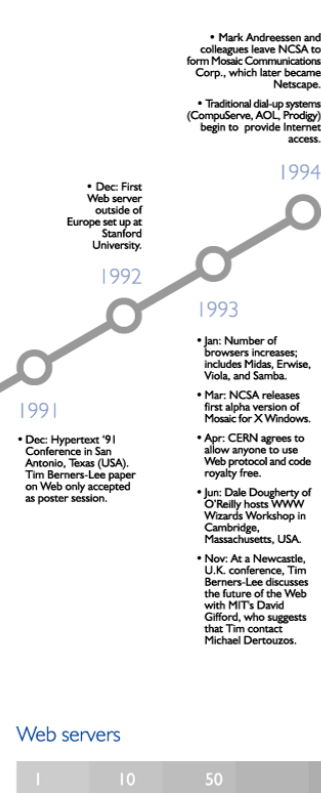 • Mark Andreessen and
colleagues leave NCSA to
form Mosaic Communications
Corp., which later became
Netscape.
• Traditional dial-up systems
(CompuServe, AOL, Prodigy)
begin to provide Internet
access.
1994
• Dec: First
Web server
outside of
Europe set up at
Stanford
University.
1992
1993
• Jan: Number of
browsers increases;
includes Midas, Erwise,
Viola, and Samba.
• Mar: NCSA releases
first alpha version of
Mosaic for X Windows.
• Apr: CERN agrees to
allow anyone to use
Web protocol and code
royalty free.
• Jun: Dale Dougherty of
O'Reilly hosts WWW
Wizards Workshop in
Cambridge,
Massachusetts, USA.
• Nov: At a Newcastle,
U.K. conference, Tim
Berners-Lee discusses
the future of the Web
with MIT's David
Gifford, who suggests
that Tim contact
Michael Dertouzos.
1991
• Dec: Hypertext '91
Conference in San
Antonio, Texas (USA).
Tim Berners-Lee paper
on Web only accepted
as poster session.
Web servers
1 10 50